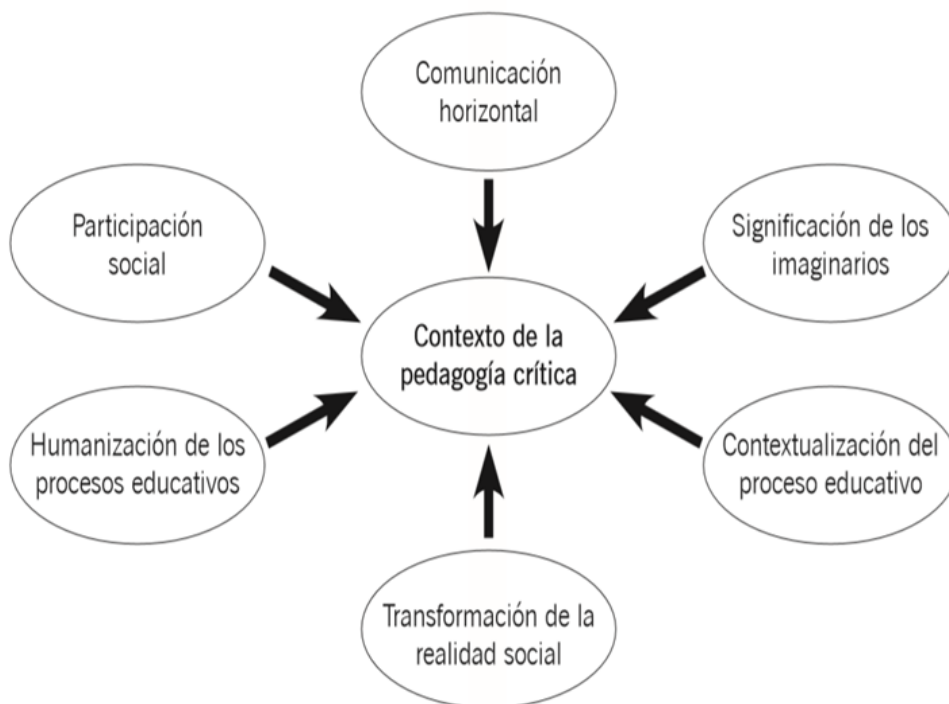 Comunicación
horizontal
Participación
social
Significación de los
imaginarios
Contexto de la
pedagogía crítica
Humanización de los
procesos educativos
Contextualización del
proceso educativo
Transformación de la
realidad social